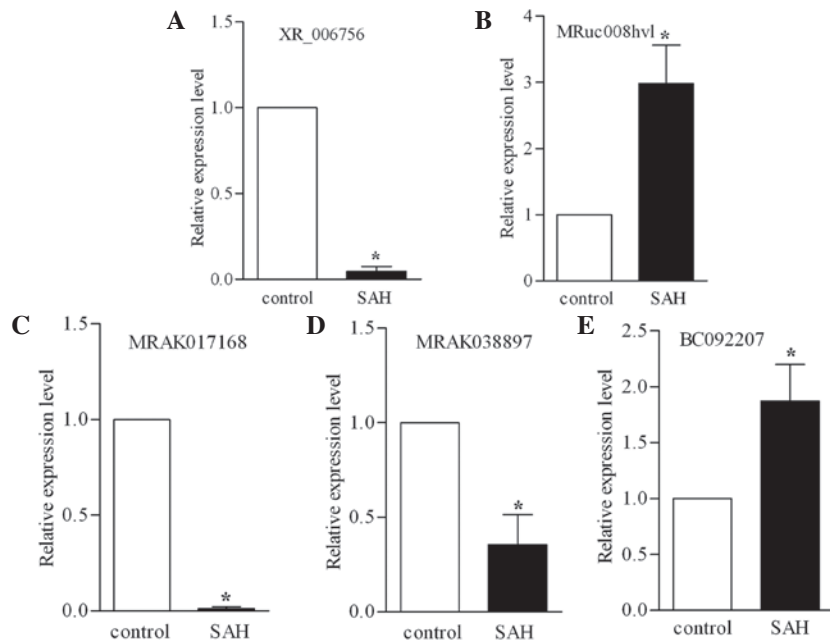 A
XR_006756
Relative expression level
1.5
1.0
0.5
0.0
*
control SAH
B
MRuc008hvl
Relative expression level
4
3
2
1
0
*
control SAH
C
MRAK017168
Relative expression level
1.5
1.0
0.5
0.0
*
control SAH
D
MRAK038897
Relative expression level
1.5
1.0
0.5
0.0
*
control SAH
E
BC092207
Relative expression level
2.5
2.0
1.5
1.0
0.5
0.0
*
control SAH